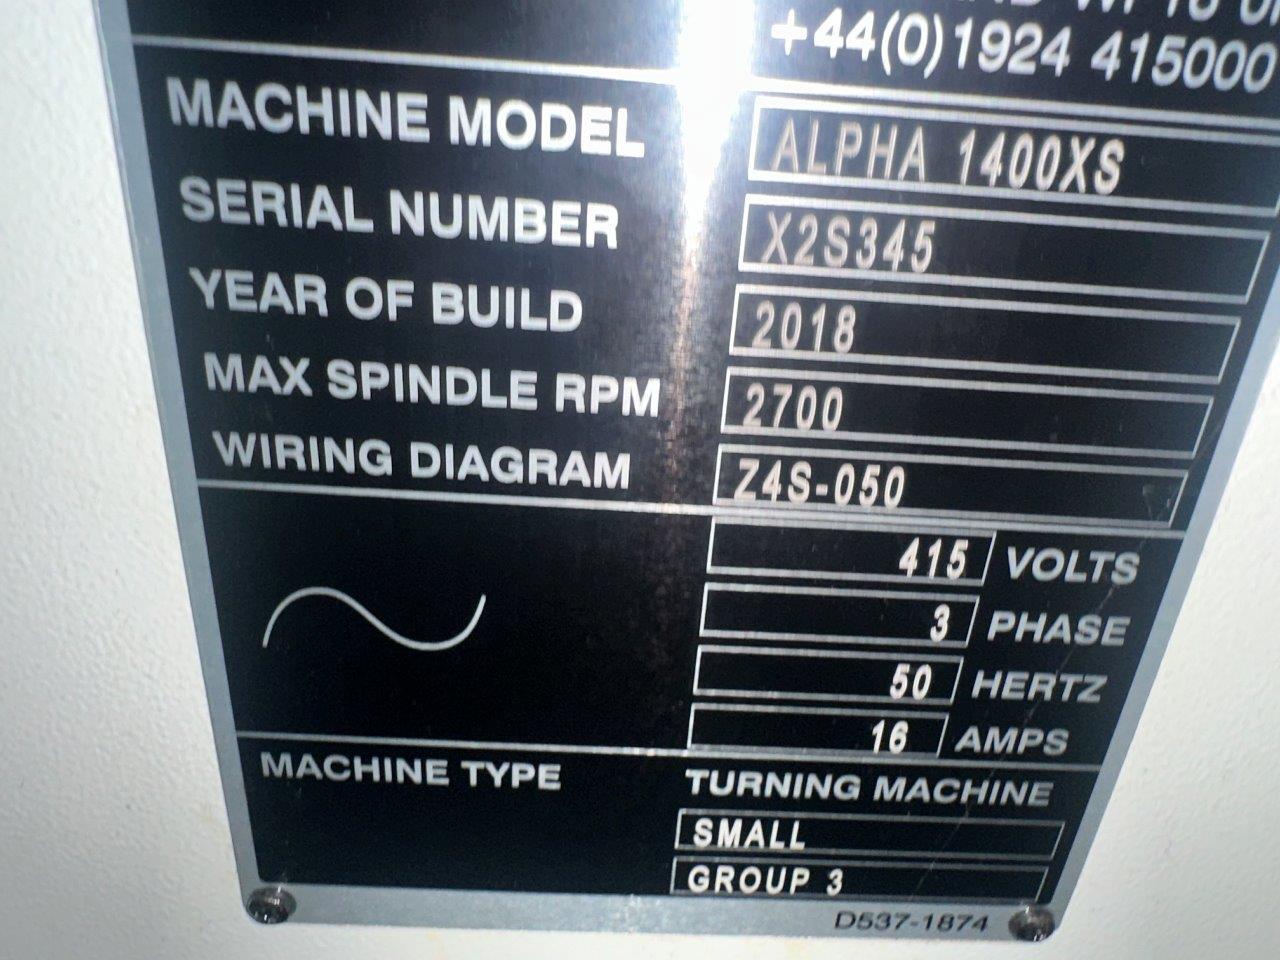 +44(0)1924 415000
MACHINE MODEL ALPHA 1400XS
SERIAL NUMBER X2S345
YEAR OF BUILD 2018
MAX SPINDLE RPM 2700
WIRING DIAGRAM Z4S-050
415 VOLTS
3 PHASE
50 HERTZ
16 AMPS
MACHINE TYPE TURNING MACHINE
SMALL
GROUP 3
D537-1874